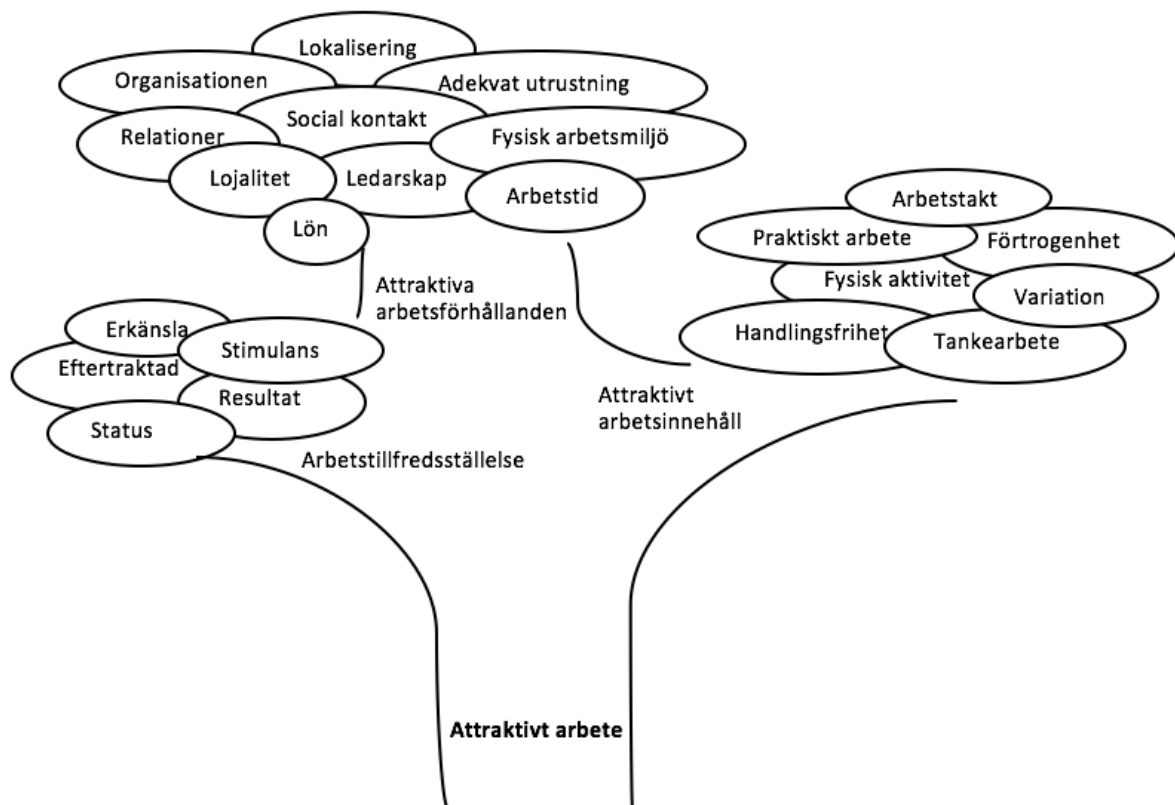 Lokalisering
Organisationen
Adekvat utrustning
Social kontakt
Relationer
Fysisk arbetsmiljö
Lojalitet
Ledarskap
Arbetstid
Lön
Attraktiva
arbetsförhållanden
Arbetstakt
Praktiskt arbete
Förtrogenhet
Fysisk aktivitet
Variation
Handlingsfrihet
Tankearbete
Attraktivt
arbetsinnehåll
Erkänsla
Stimulans
Eftertraktad
Resultat
Status
Arbetstillfredsställelse
Attraktivt arbete